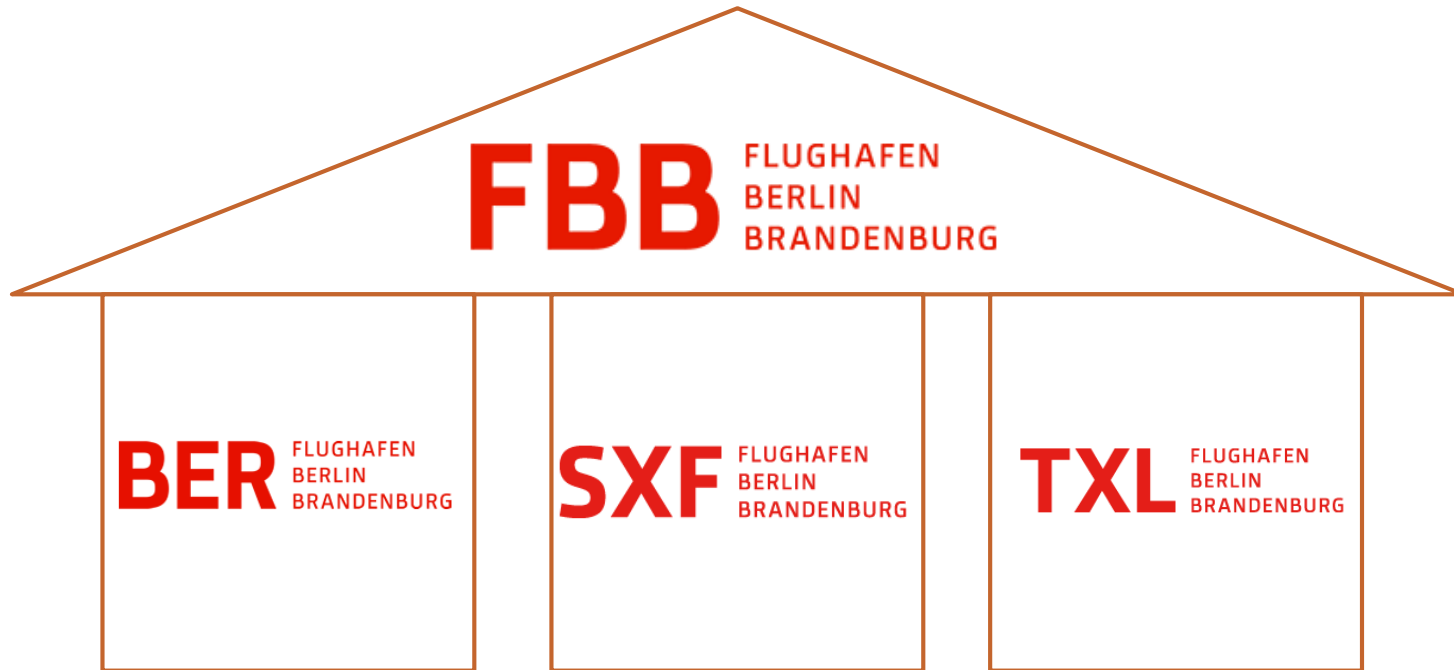 FBB
FLUGHAFEN
BERLIN
BRANDENBURG
BER
FLUGHAFEN
BERLIN
BRANDENBURG
SXF
FLUGHAFEN
BERLIN
BRANDENBURG
TXL
FLUGHAFEN
BERLIN
BRANDENBURG